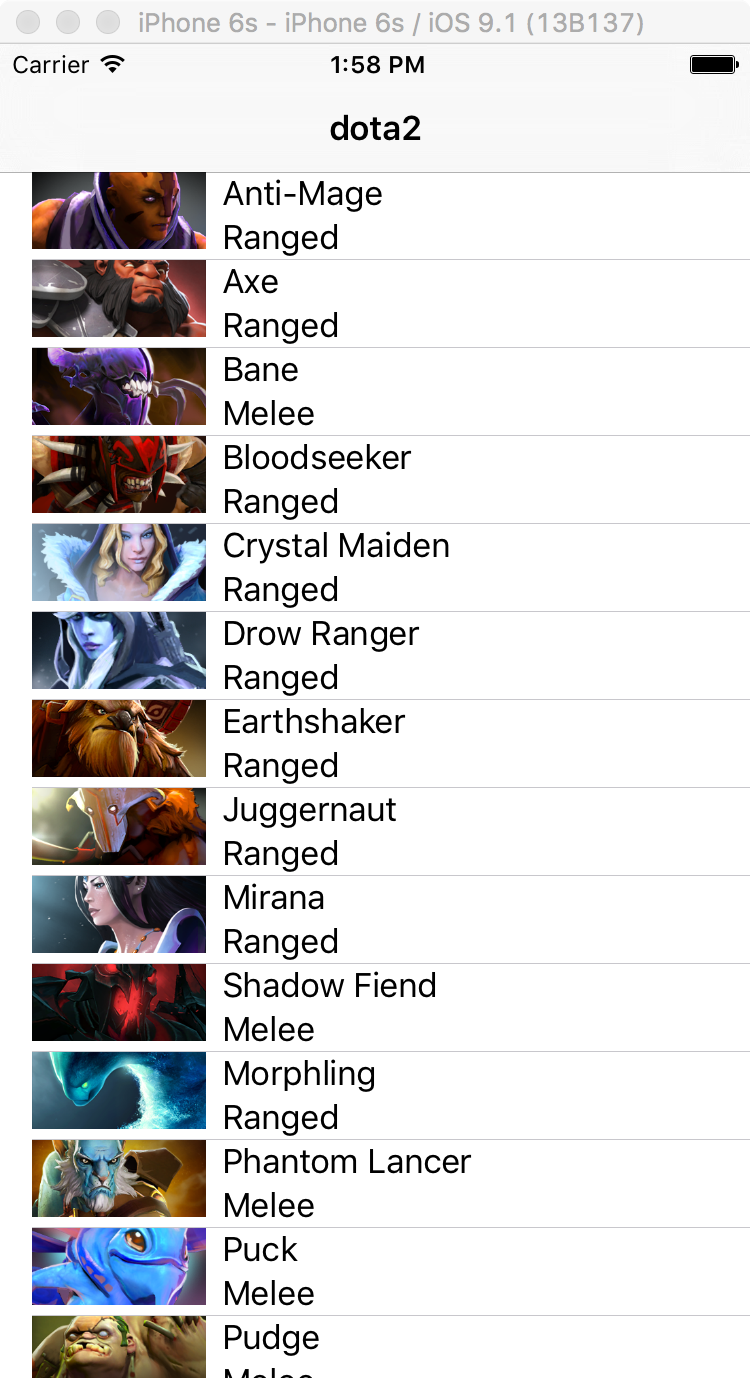 iPhone 6s - iPhone 6s / iOS 9.1 (13B137)
Carrier 1:58 PM
dota2
Anti-Mage
Ranged
Axe
Ranged
Bane
Melee
Bloodseeker
Ranged
Crystal Maiden
Ranged
Drow Ranger
Ranged
Earthshaker
Ranged
Juggernaut
Ranged
Mirana
Ranged
Shadow Fiend
Melee
Morphling
Ranged
Phantom Lancer
Melee
Puck
Melee
Pudge
Melee